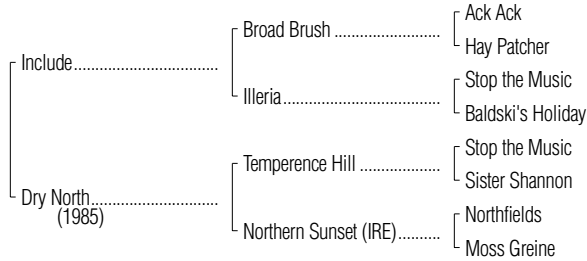 Ack Ack
Broad Brush ....................
Hay Patcher
Include...........................
Stop the Music
Illeria..............................
Baldski's Holiday
Stop the Music
Temperence Hill ...............
Sister Shannon
Dry North........................
(1985)
Northfields
Northern Sunset (IRE)..........
Moss Greine